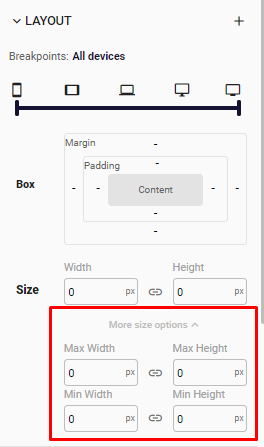 LAYOUT +
Breakpoints: All devices
Margin
-
Padding
-
Box
- - Content - -
-
-
Width Height
Size
0 px 0 px
More size options
Max Width Max Height
0 px 0 px
Min Width Min Height
0 px 0 px